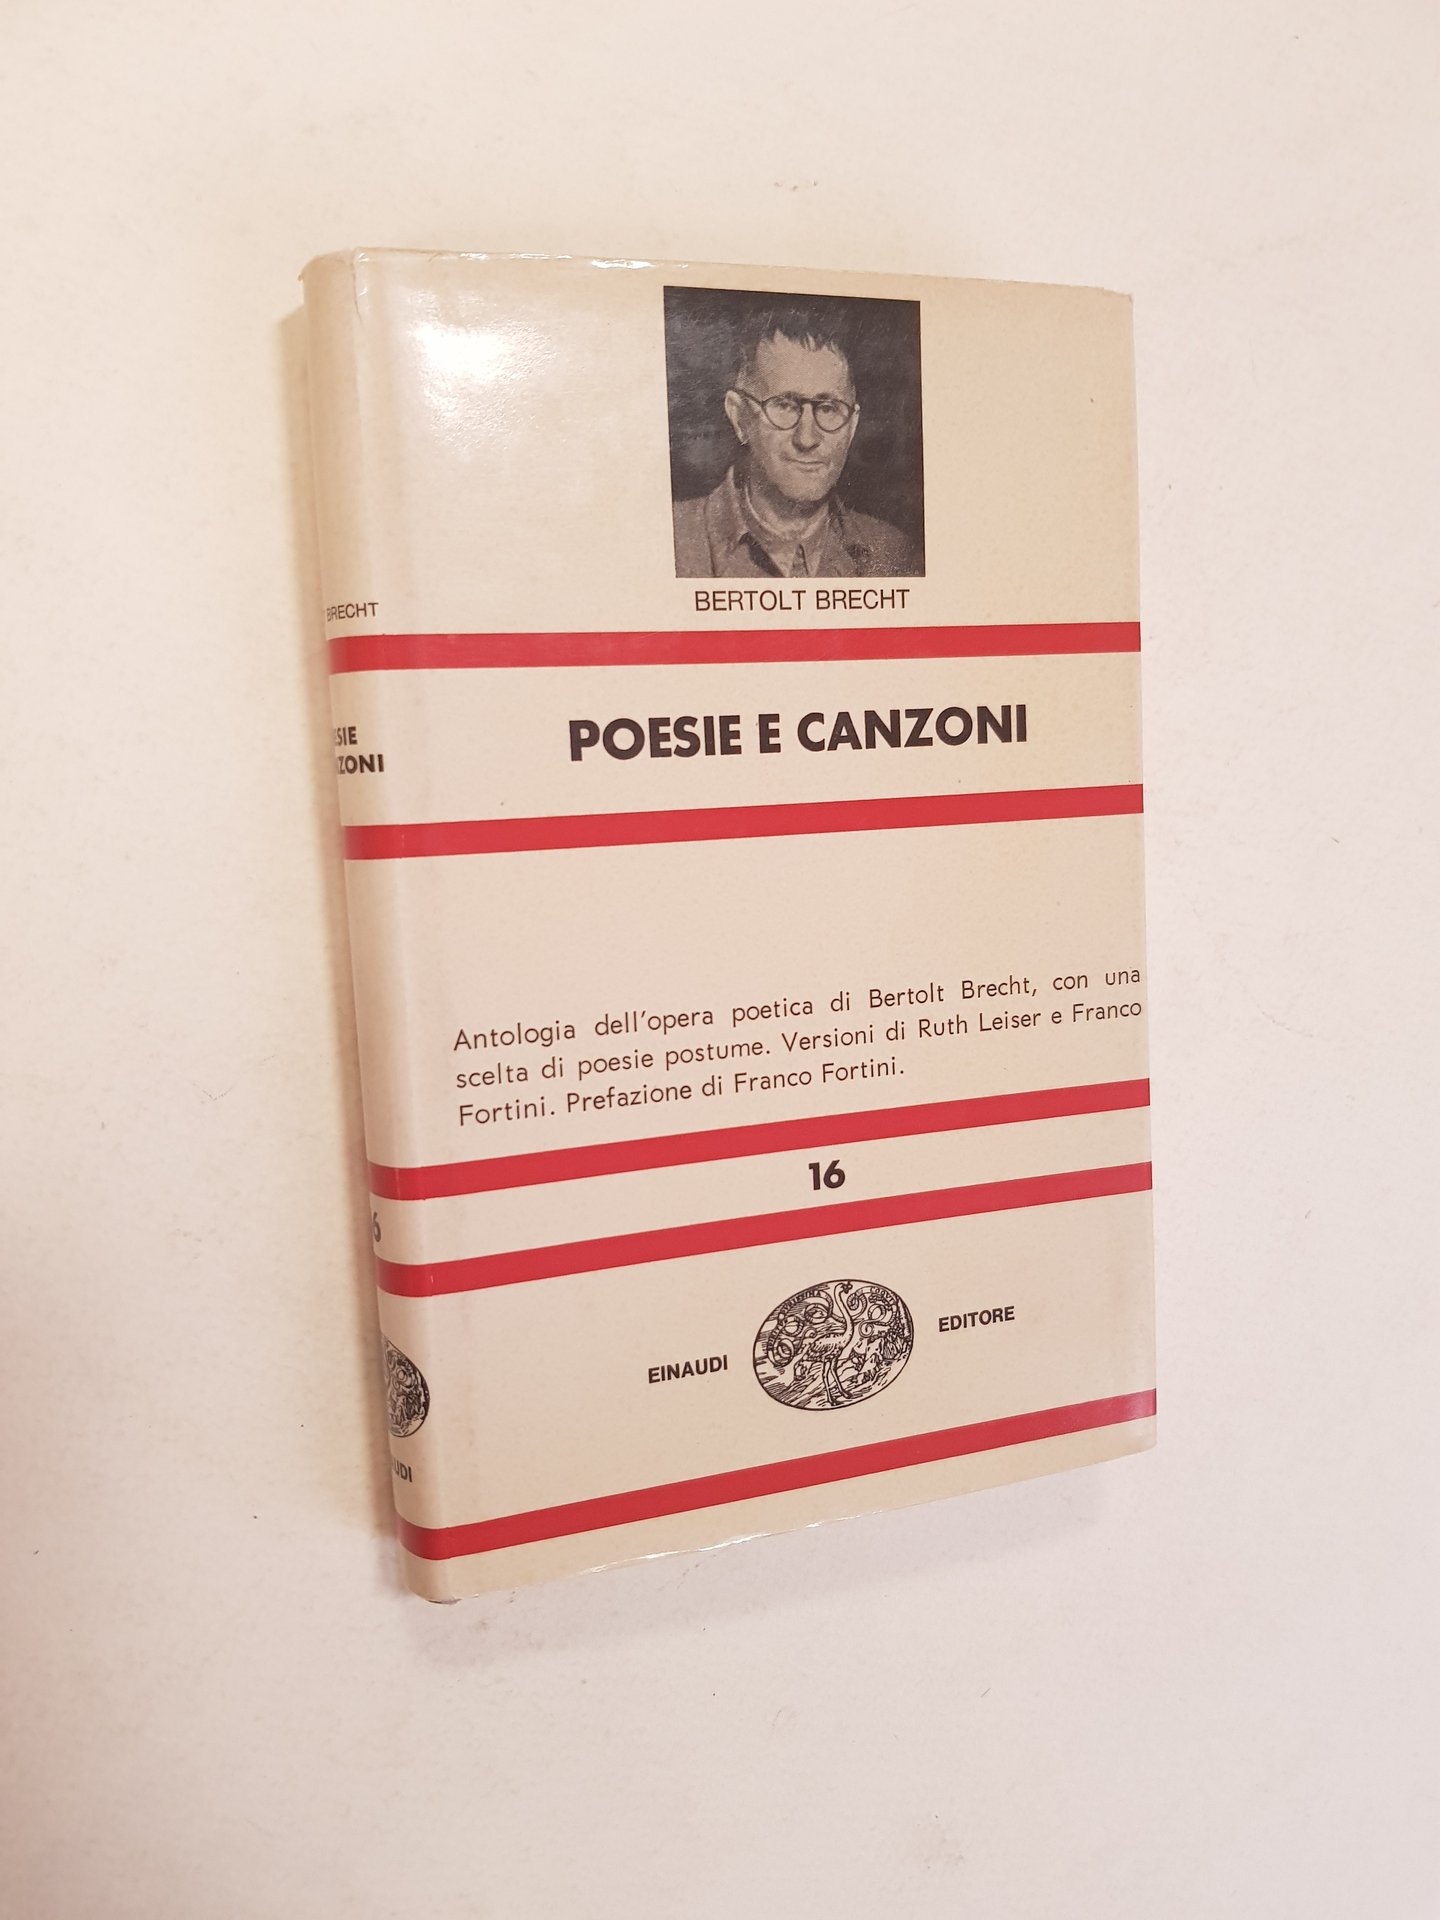 BERTOLT BRECHT
POESIE E CANZONI
Antologia dell'opera poetica di Bertolt Brecht, con una
scelta di poesie postume. Versioni di Ruth Leiser e Franco
Fortini. Prefazione di Franco Fortini.
16
EINAUDI
EDITORE
BRECHT